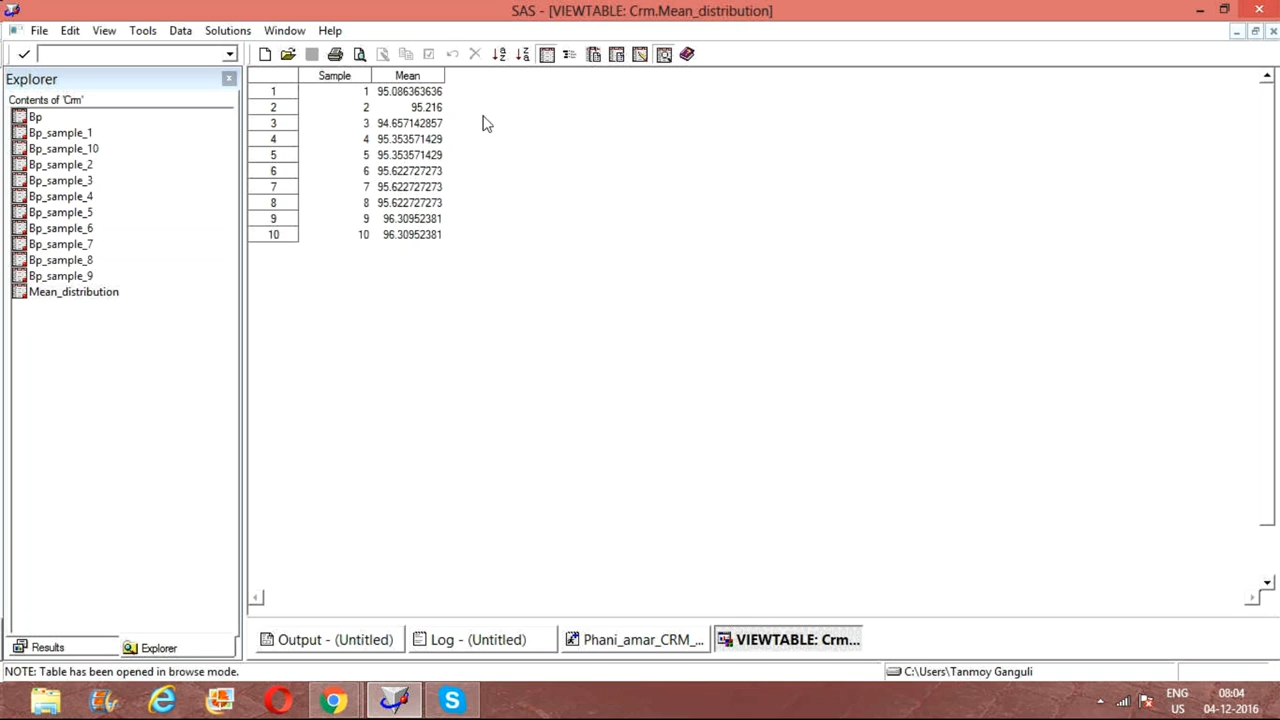 SAS - [VIEWTABLE: Crm.Mean_distribution]
File Edit View Tools Data Solutions Window Help
Explorer
Contents of 'Crm'
Bp
Bp_sample_1
Bp_sample_10
Bp_sample_2
Bp_sample_3
Bp_sample_4
Bp_sample_5
Bp_sample_6
Bp_sample_7
Bp_sample_8
Bp_sample_9
Mean_distribution
Sample Mean
1 1 95.086363636
2 2 95.216
3 3 94.657142857
4 4 95.353571429
5 5 95.353571429
6 6 95.622727273
7 7 95.622727273
8 8 95.622727273
9 9 96.30952381
10 10 96.30952381
Results Explorer
Output - (Untitled) Log - (Untitled) Phani_amar_CRM_... VIEWTABLE: Crm...
NOTE: Table has been opened in browse mode. C:\Users\Tanmoy Ganguli
ENG 08:04
US 04-12-2016